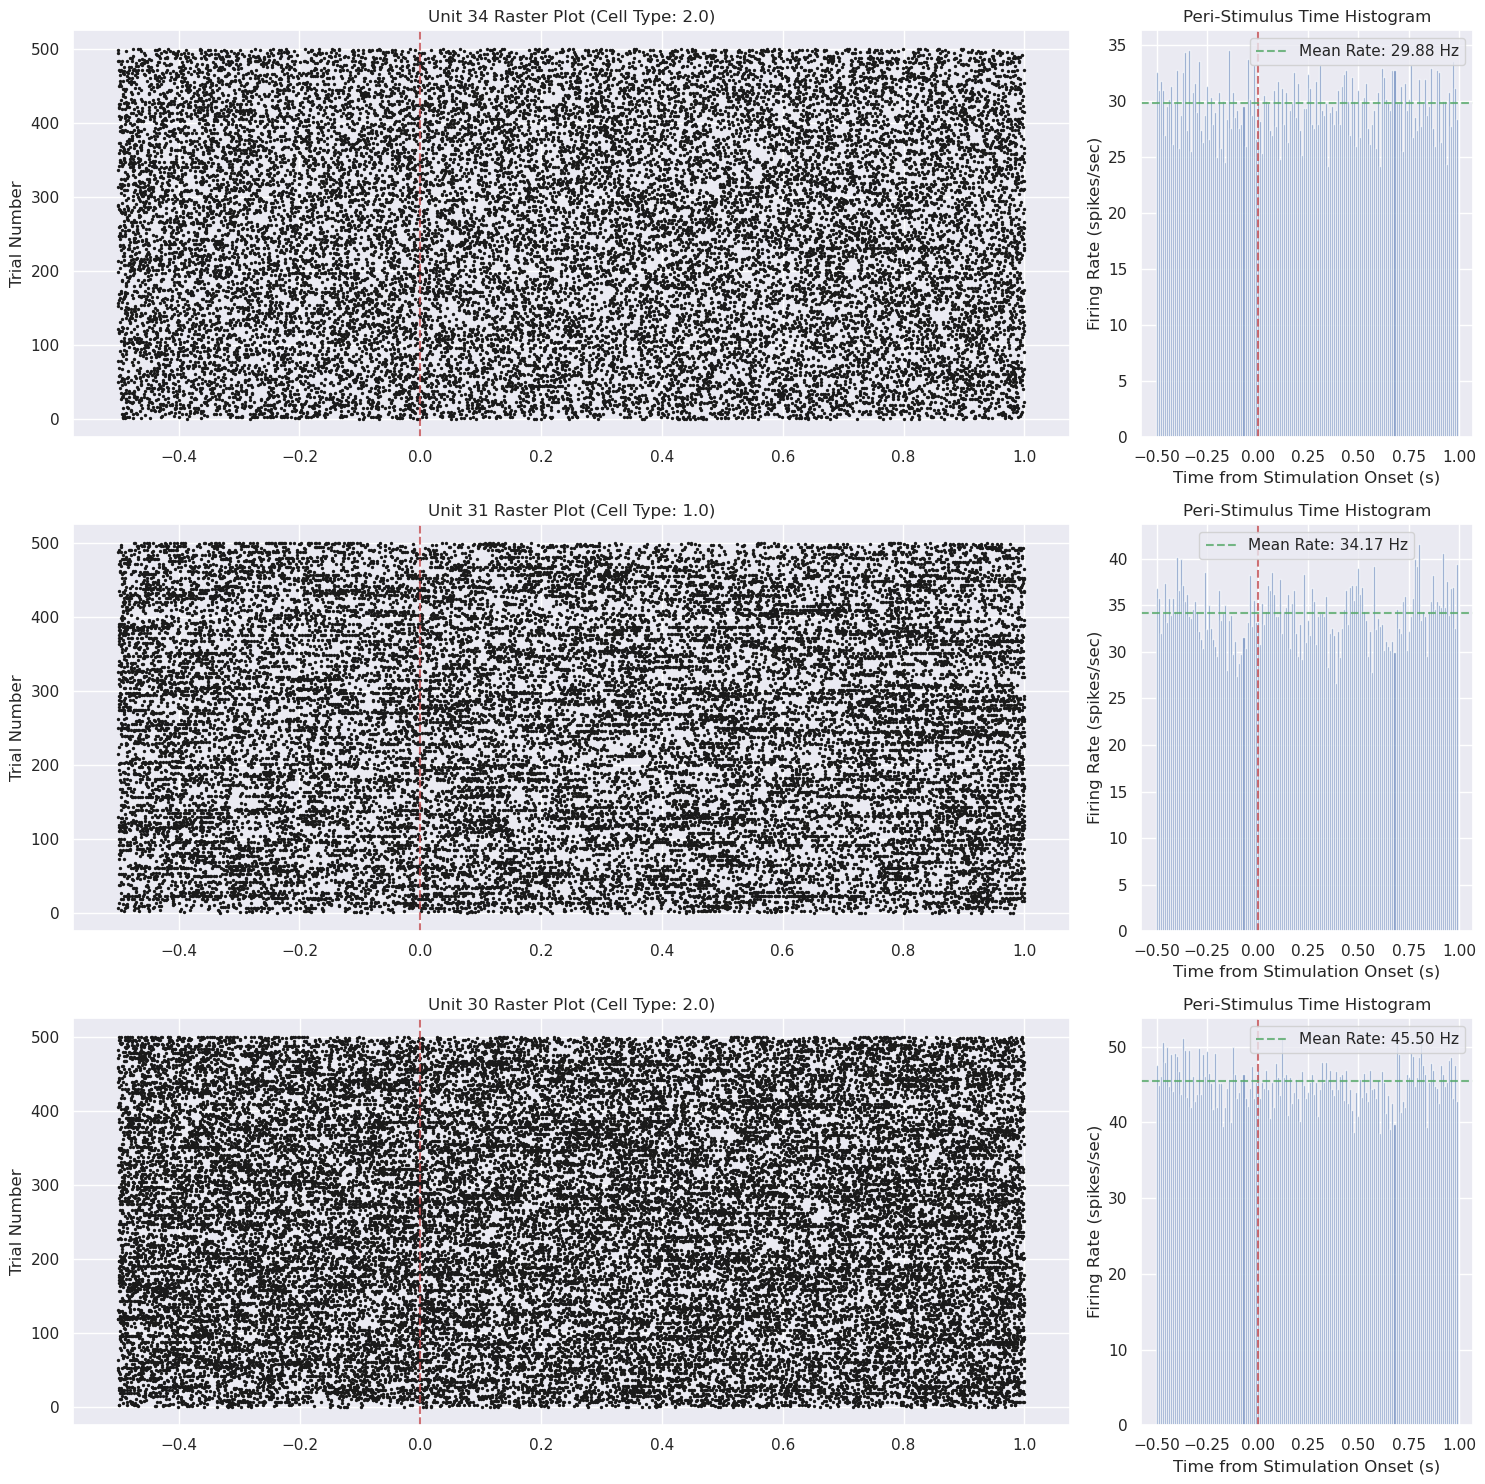 Unit 34 Raster Plot (Cell Type: 2.0)
Trial Number
500
400
300
200
100
0
−0.4 −0.2 0.0 0.2 0.4 0.6 0.8 1.0
Peri-Stimulus Time Histogram
Mean Rate: 29.88 Hz
Firing Rate (spikes/sec)
35
30
25
20
15
10
5
0
−0.50 −0.25 0.00 0.25 0.50 0.75 1.00
Time from Stimulation Onset (s)
Unit 31 Raster Plot (Cell Type: 1.0)
Trial Number
500
400
300
200
100
0
−0.4 −0.2 0.0 0.2 0.4 0.6 0.8 1.0
Peri-Stimulus Time Histogram
Mean Rate: 34.17 Hz
Firing Rate (spikes/sec)
40
35
30
25
20
15
10
5
0
−0.50 −0.25 0.00 0.25 0.50 0.75 1.00
Time from Stimulation Onset (s)
Unit 30 Raster Plot (Cell Type: 2.0)
Trial Number
500
400
300
200
100
0
−0.4 −0.2 0.0 0.2 0.4 0.6 0.8 1.0
Peri-Stimulus Time Histogram
Mean Rate: 45.50 Hz
Firing Rate (spikes/sec)
50
40
30
20
10
0
−0.50 −0.25 0.00 0.25 0.50 0.75 1.00
Time from Stimulation Onset (s)